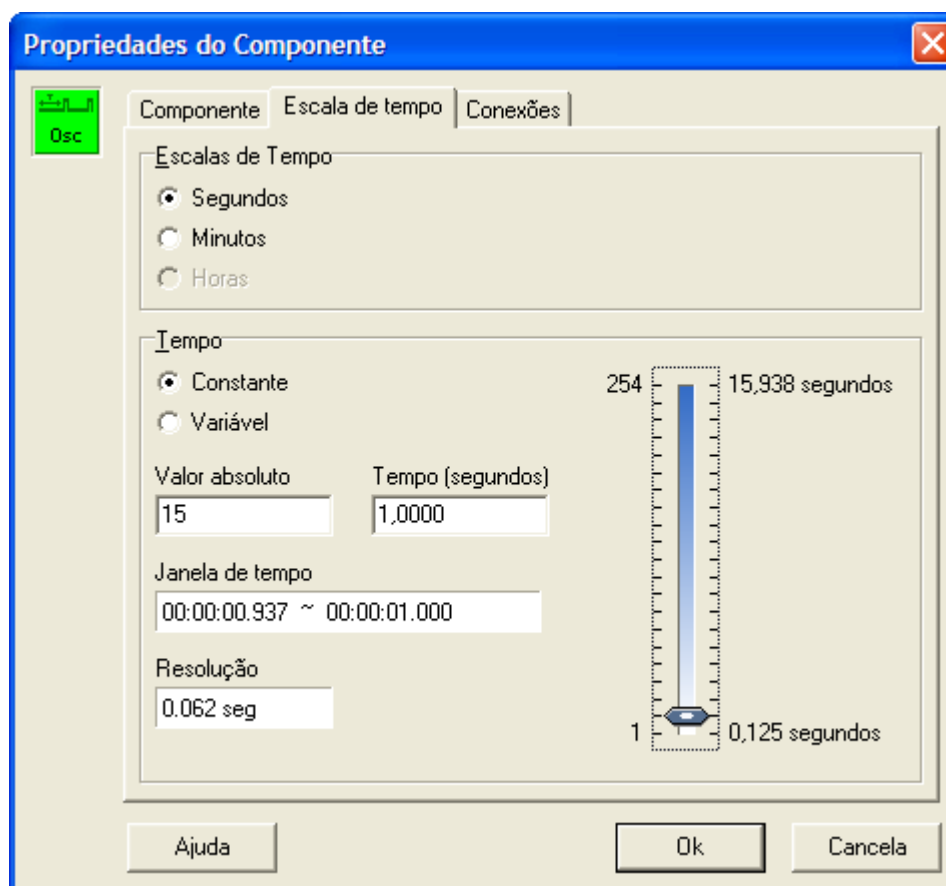 Propriedades do Componente
Osc
Componente Escala de tempo Conexões
Escalas de Tempo
Segundos
Minutos
Horas
Tempo
Constante
Variável
254 15,938 segundos
Valor absoluto Tempo (segundos)
15 1,0000
Janela de tempo
00:00:00.937 ~ 00:00:01.000
Resolução
0.062 seg
1 0,125 segundos
Ajuda Ok Cancela